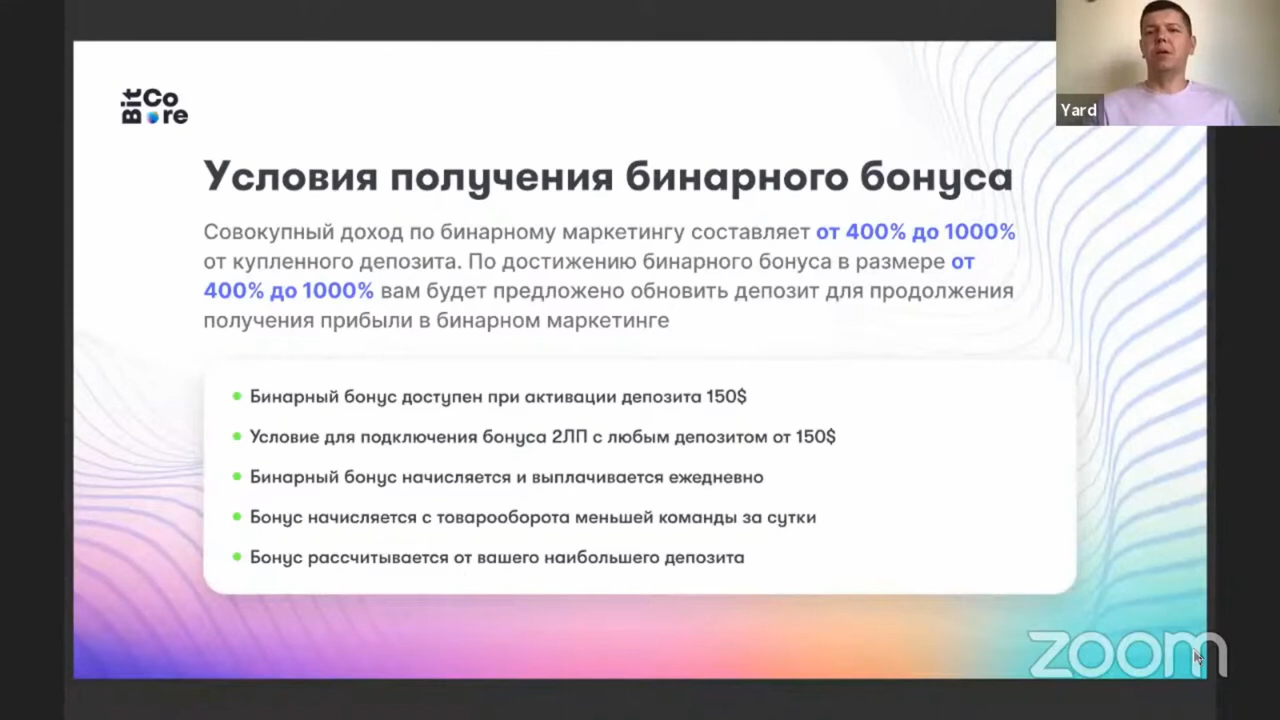 Bit
Co
re
Yard
Условия получения бинарного бонуса
Совокупный доход по бинарному маркетингу составляет от 400% до 1000%
от купленного депозита. По достижению бинарного бонуса в размере от
400% до 1000% вам будет предложено обновить депозит для продолжения
получения прибыли в бинарном маркетинге
Бинарный бонус доступен при активации депозита 150$
Условие для подключения бонуса 2ЛП с любым депозитом от 150$
Бинарный бонус начисляется и выплачивается ежедневно
Бонус начисляется с товарооборота меньшей команды за сутки
Бонус рассчитывается от вашего наибольшего депозита
zoom